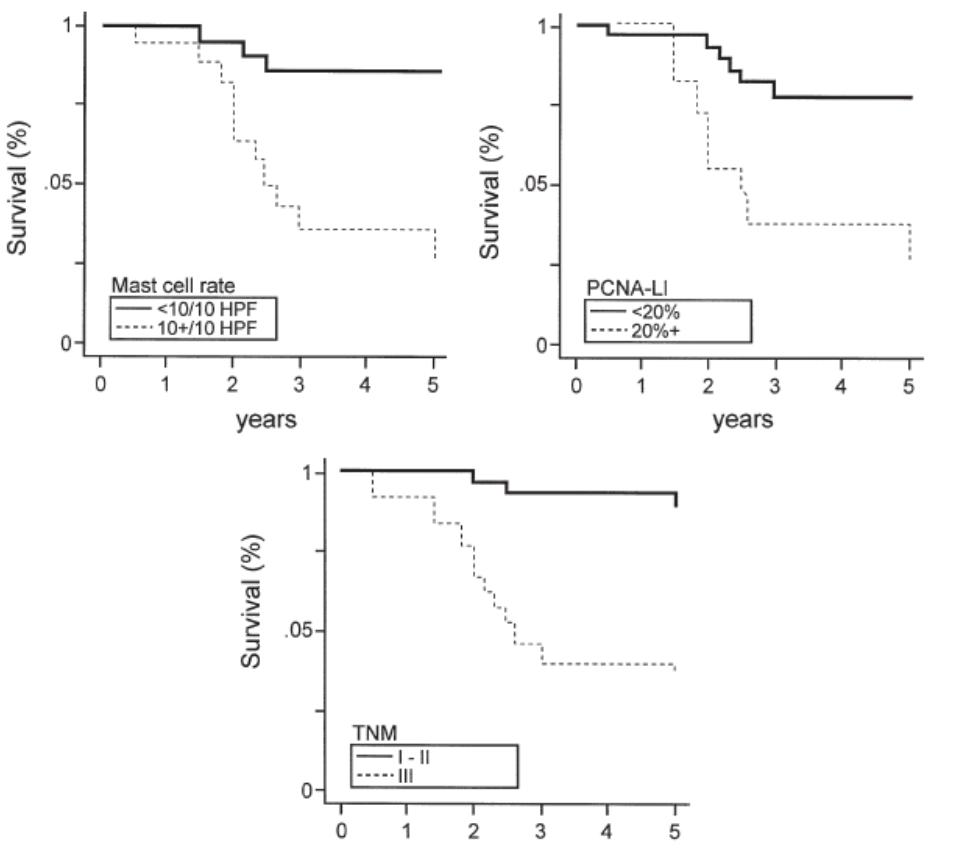 Survival (%)
1
.05
0
Mast cell rate
<10/10 HPF
10+/10 HPF
0 1 2 3 4 5
years
Survival (%)
1
.05
0
PCNA-LI
<20%
20%+
0 1 2 3 4 5
years
Survival (%)
1
.05
0
TNM
I - II
III
0 1 2 3 4 5